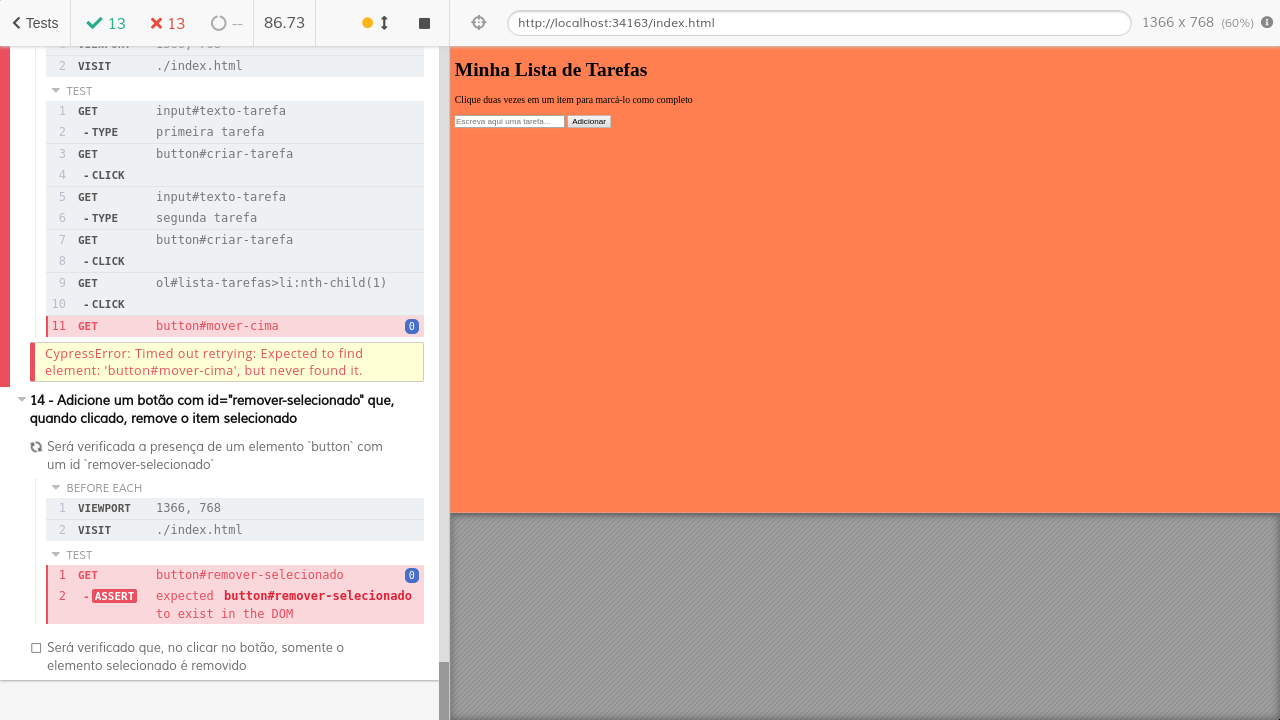 Tests 13 13 -- 86.73
http://localhost:34163/index.html 1366 x 768 (60%)
1 VIEWPORT 1366, 768
2 VISIT ./index.html
TEST
1 GET input#texto-tarefa
2 - TYPE primeira tarefa
3 GET button#criar-tarefa
4 - CLICK
5 GET input#texto-tarefa
6 - TYPE segunda tarefa
7 GET button#criar-tarefa
8 - CLICK
9 GET ol#lista-tarefas>li:nth-child(1)
10 - CLICK
11 GET button#mover-cima 0
CypressError: Timed out retrying: Expected to find
element: 'button#mover-cima', but never found it.
14 - Adicione um botão com id="remover-selecionado" que,
quando clicado, remove o item selecionado
Será verificada a presença de um elemento `button` com
um id `remover-selecionado`
BEFORE EACH
1 VIEWPORT 1366, 768
2 VISIT ./index.html
TEST
1 GET button#remover-selecionado 0
2 - ASSERT expected button#remover-selecionado
to exist in the DOM
Será verificado que, no clicar no botão, somente o
elemento selecionado é removido
Minha Lista de Tarefas
Clique duas vezes em um item para marcá-lo como completo
Escreva aqui uma tarefa... Adicionar